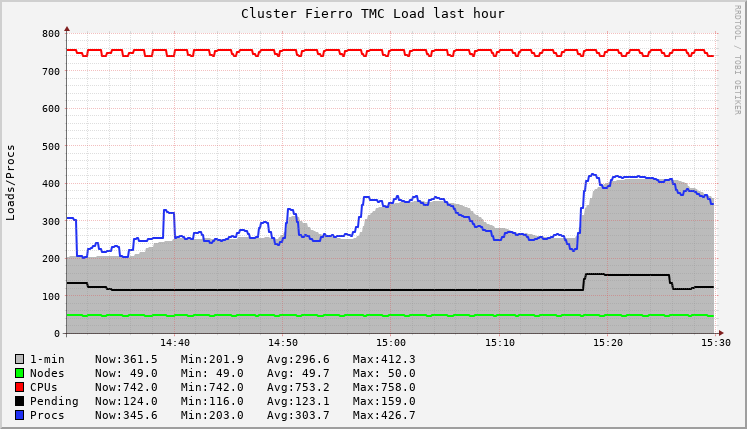 Cluster Fierro TMC Load last hour
RRDTOOL / TOBI OETIKER
Loads/Procs
800
700
600
500
400
300
200
100
0
14:40 14:50 15:00 15:10 15:20 15:30
1-min Now:361.5 Min:201.9 Avg:296.6 Max:412.3
Nodes Now: 49.0 Min: 49.0 Avg: 49.7 Max: 50.0
CPUs Now:742.0 Min:742.0 Avg:753.2 Max:758.0
Pending Now:124.0 Min:116.0 Avg:123.1 Max:159.0
Procs Now:345.6 Min:203.0 Avg:303.7 Max:426.7